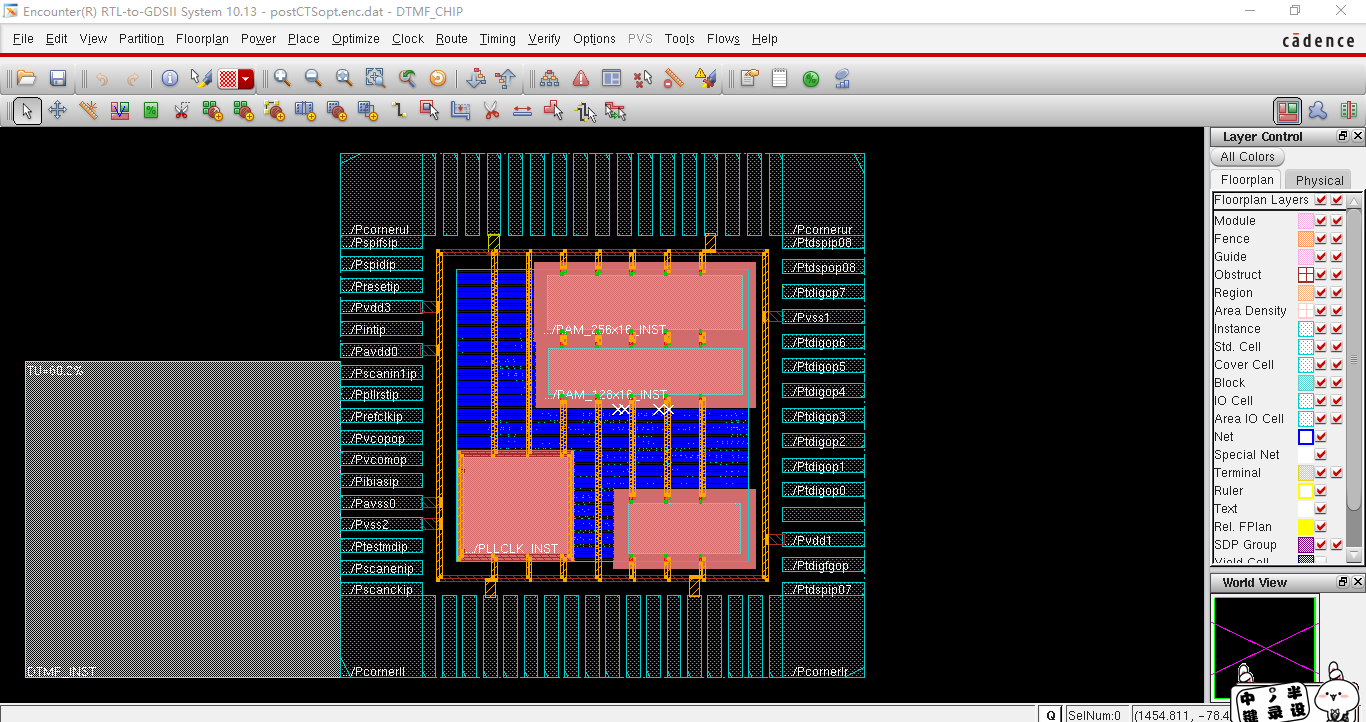 Encounter(R) RTL-to-GDSII System 10.13 - postCTSopt.enc.dat - DTMF_CHIP
File Edit View Partition Floorplan Power Place Optimize Clock Route Timing Verify Options PVS Tools Flows Help
cādence
Layer Control
All Colors
Floorplan Physical
Floorplan Layers
Module
Fence
Guide
Obstruct
Region
Area Density
Instance
Std. Cell
Cover Cell
Block
IO Cell
Area IO Cell
Net
Special Net
Terminal
Ruler
Text
Rel. FPlan
SDP Group
Yield Cell
World View
.../Pcornerul
.../Pspifsip
.../Pspidip
.../Presetip
.../Pvdd3
.../Pintip
.../Pavdd0
.../Pscanin1ip
.../Ppllrstip
.../Prefclkip
.../Pvcopop
.../Pvcomop
.../Pibiasip
.../Pavss0
.../Pvss2
.../Ptestmdip
.../Pscanenip
.../Pscanckip
.../Pcornerll
TU=60.2%
DTMF_INST
.../RAM_256x16_INST
.../RAM_128x16_INST
.../PLLCLK_INST
.../Pcornerur
.../Ptdspip08
.../Ptdspop08
.../Ptdigop7
.../Pvss1
.../Ptdigop6
.../Ptdigop5
.../Ptdigop4
.../Ptdigop3
.../Ptdigop2
.../Ptdigop1
.../Ptdigop0
.../Pvdd1
.../Ptdigfgop
.../Ptdspip07
.../Pcornerlr
Q SelNum:0 (1454.811, -78.4
中 ' 半
键 录 设